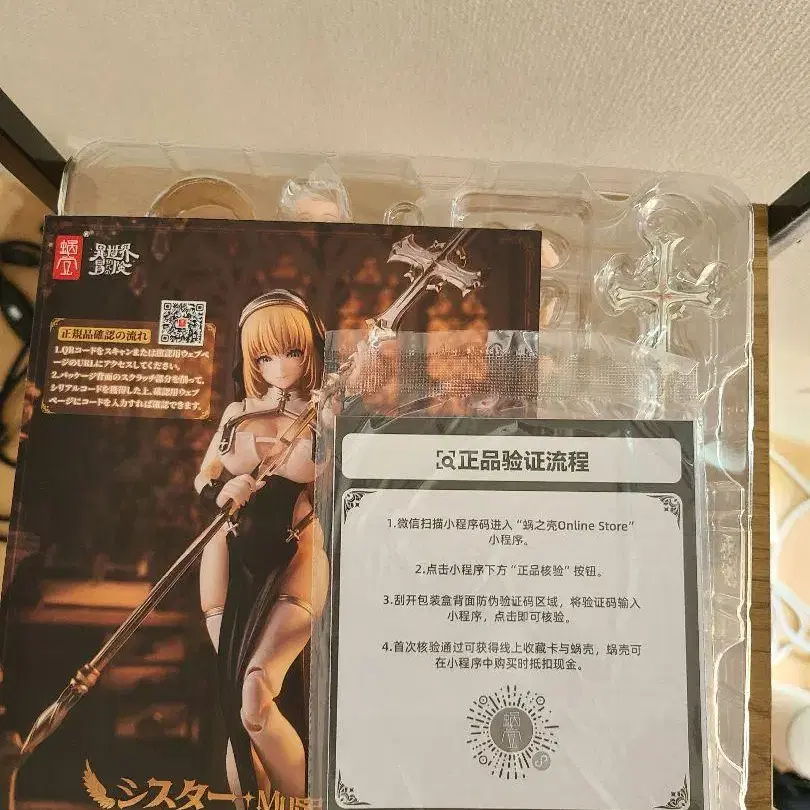 蝸之殼
異世界
冒険
正規品確認の流れ
1.QRコードをスキャンまたは確認用ウェブペ
ージのURLにアクセスしてください。
2.パッケージ背面のスクラッチ部分を削って、
シリアルコードを獲得した上、確認用ウェブ
ページにコードを入力すれば確認できます。
正品验证流程
1.微信扫描小程序码进入“蜗之壳Online Store”
小程序。
2.点击小程序下方“正品核验”按钮。
3.刮开包装盒背面防伪验证码区域，将验证码输入
小程序，点击即可核验。
4.首次核验通过可获得线上收藏卡与蜗壳，蜗壳可
在小程序中购买时抵扣现金。
シスター